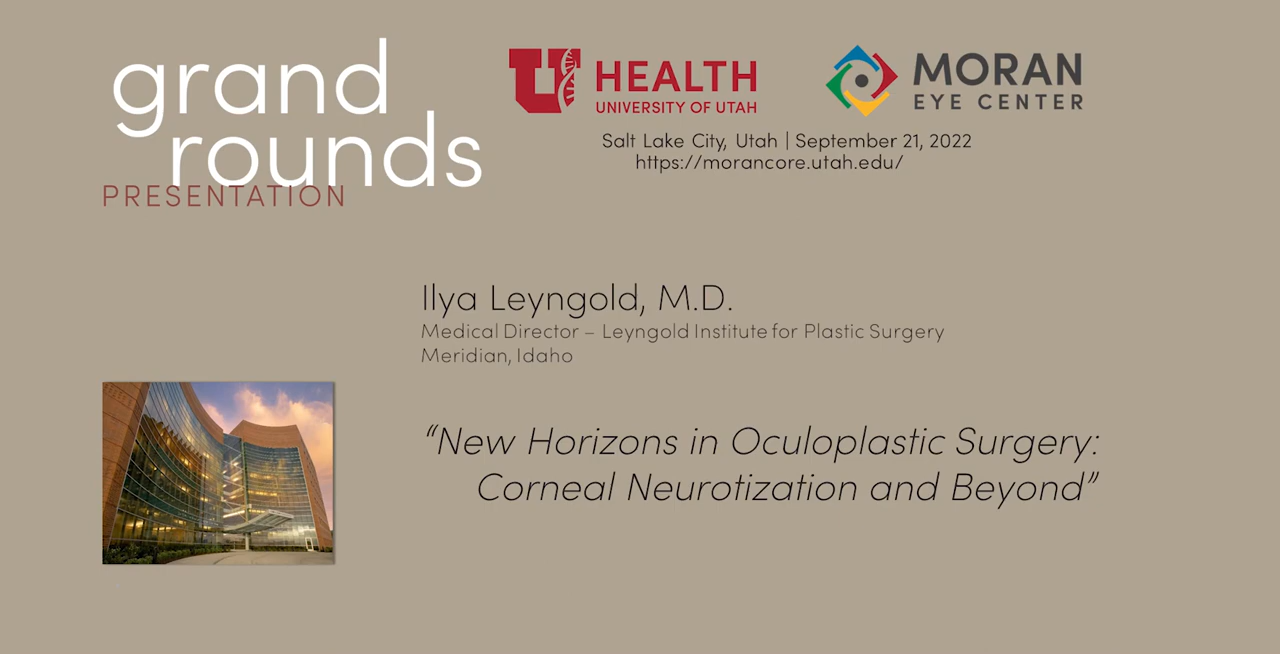 grand
rounds
PRESENTATION
U HEALTH
UNIVERSITY OF UTAH
MORAN
EYE CENTER
Salt Lake City, Utah | September 21, 2022
https://morancore.utah.edu/
Ilya Leyngold, M.D.
Medical Director – Leyngold Institute for Plastic Surgery
Meridian, Idaho
“New Horizons in Oculoplastic Surgery:
Corneal Neurotization and Beyond”